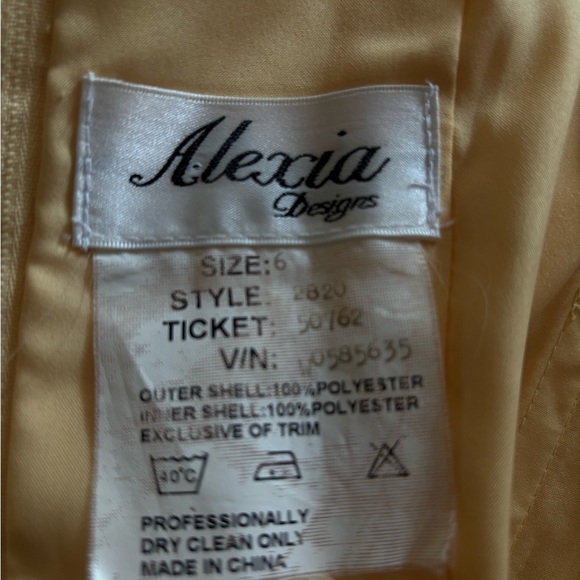 Alexia
Designs
SIZE:6
STYLE: 2820
TICKET: 50762
V/N: 0585635
OUTER SHELL:100%POLYESTER
INNER SHELL:100%POLYESTER
EXCLUSIVE OF TRIM
40°C
PROFESSIONALLY
DRY CLEAN ONLY
MADE IN CHINA